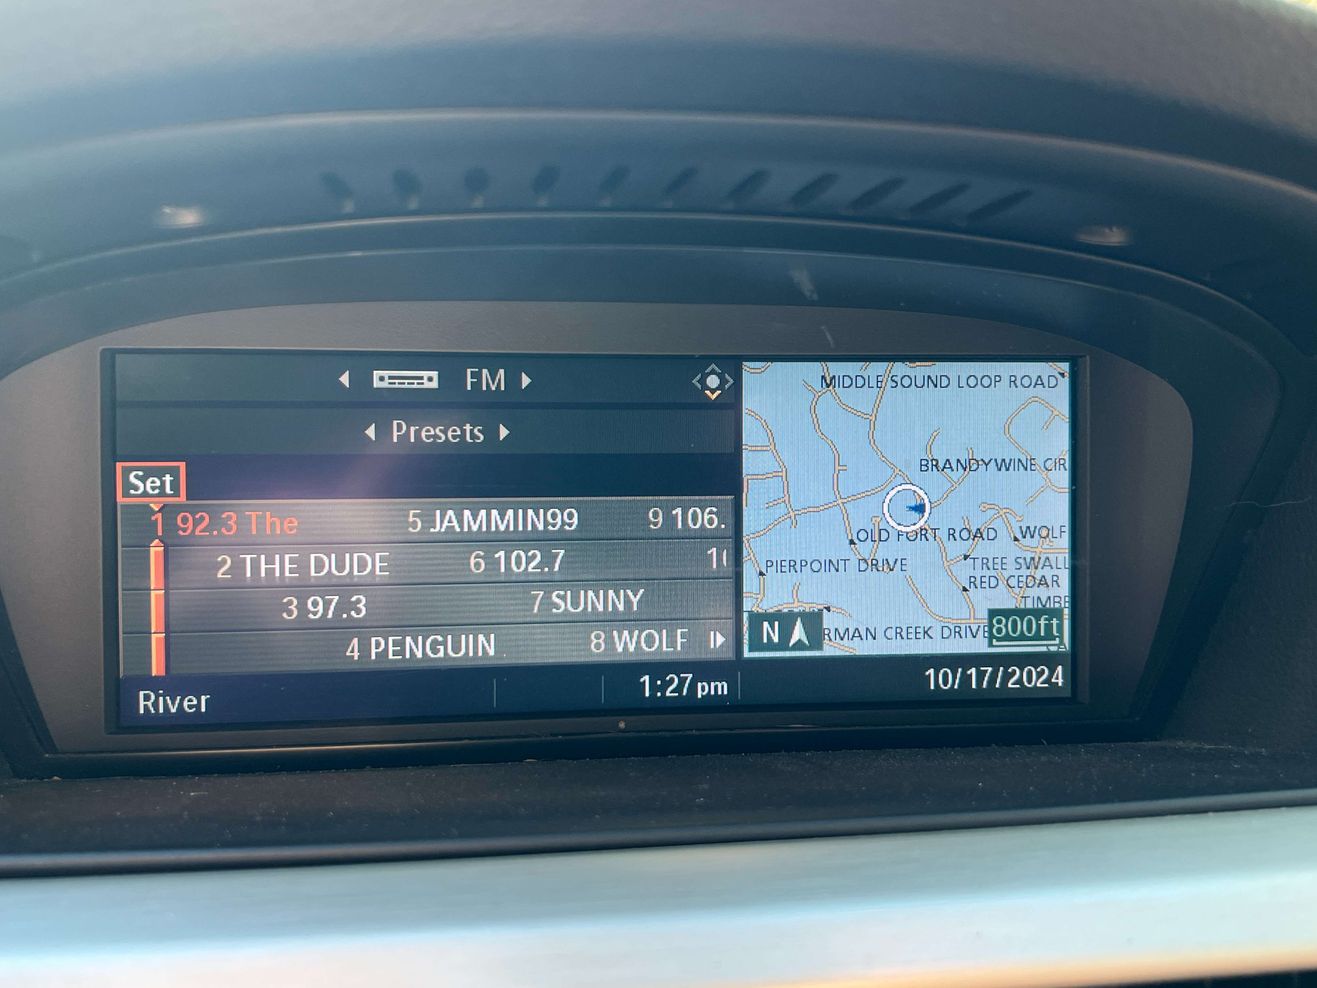 FM
Presets
Set
1 92.3 The 5 JAMMIN99 9 106.
2 THE DUDE 6 102.7
3 97.3 7 SUNNY
4 PENGUIN 8 WOLF
River
1:27pm
MIDDLE SOUND LOOP ROAD
BRANDYWINE CIR
OLD FORT ROAD
WOLF
PIERPOINT DRIVE
TREE SWALL
RED CEDAR
TIMBE
RMAN CREEK DRIVE
N
800ft
10/17/2024